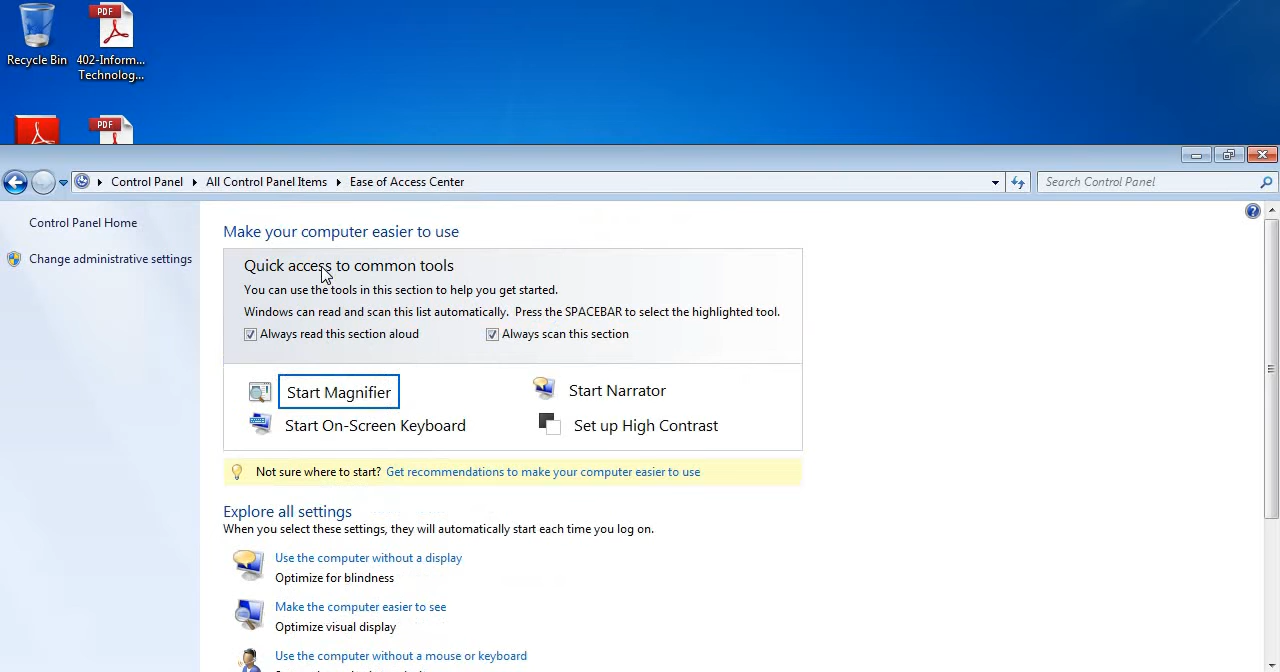 Recycle Bin
402-Inform...
Technolog...
PDF
PDF
Control Panel
All Control Panel Items
Ease of Access Center
Search Control Panel
Control Panel Home
Change administrative settings
Make your computer easier to use
Quick access to common tools
You can use the tools in this section to help you get started.
Windows can read and scan this list automatically. Press the SPACEBAR to select the highlighted tool.
Always read this section aloud
Always scan this section
Start Magnifier
Start Narrator
Start On-Screen Keyboard
Set up High Contrast
Not sure where to start? Get recommendations to make your computer easier to use
Explore all settings
When you select these settings, they will automatically start each time you log on.
Use the computer without a display
Optimize for blindness
Make the computer easier to see
Optimize visual display
Use the computer without a mouse or keyboard